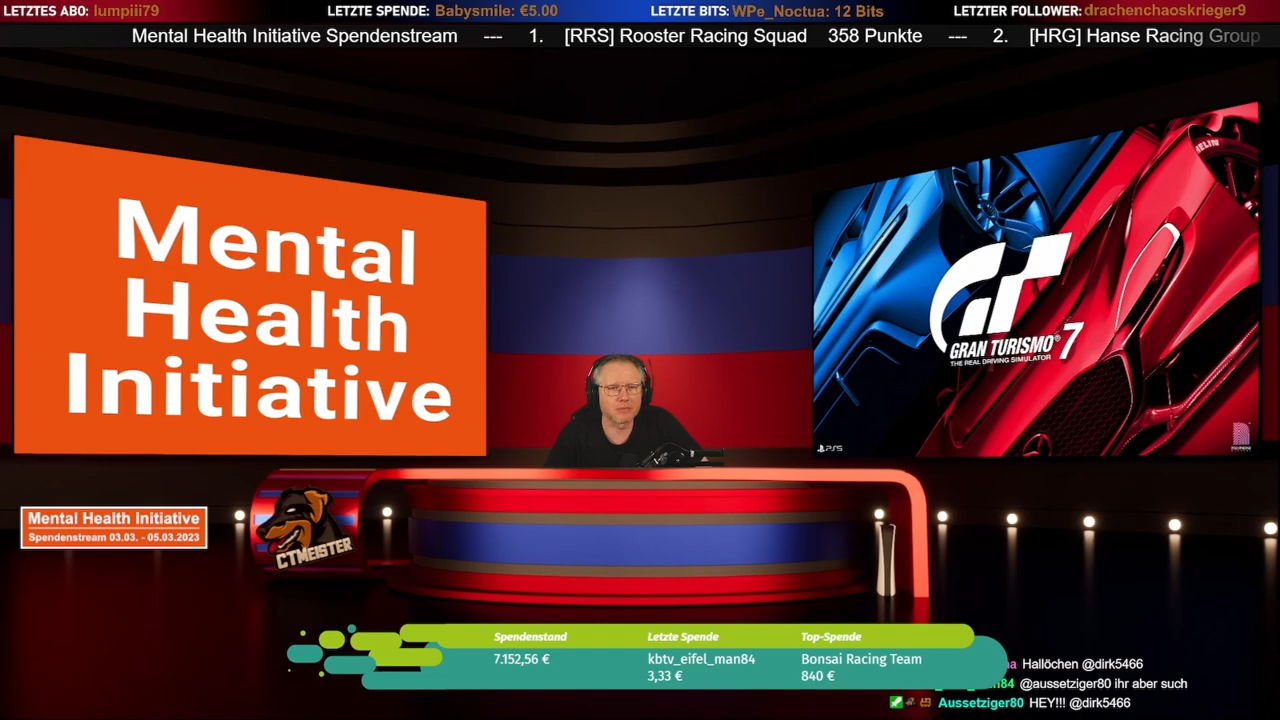 LETZTES ABO: lumpiii79
LETZTE SPENDE: Babysmile: €5.00
LETZTE BITS: WPe_Noctua: 12 Bits
LETZTER FOLLOWER: drachenchaoskrieger9
Mental Health Initiative Spendenstream --- 1. [RRS] Rooster Racing Squad 358 Punkte --- 2. [HRG] Hanse Racing Group
Mental
Health
Initiative
GRAN TURISMO 7
THE REAL DRIVING SIMULATOR
PS5
Mental Health Initiative
Spendenstream 03.03. - 05.03.2023
CTMEISTER
Spendenstand
Letzte Spende
Top-Spende
7.152,56 €
kbtv_eifel_man84
Bonsai Racing Team
3,33 €
840 €
Hallöchen @dirk5466
@aussetziger80 ihr aber such
Aussetziger80 HEY!!! @dirk5466